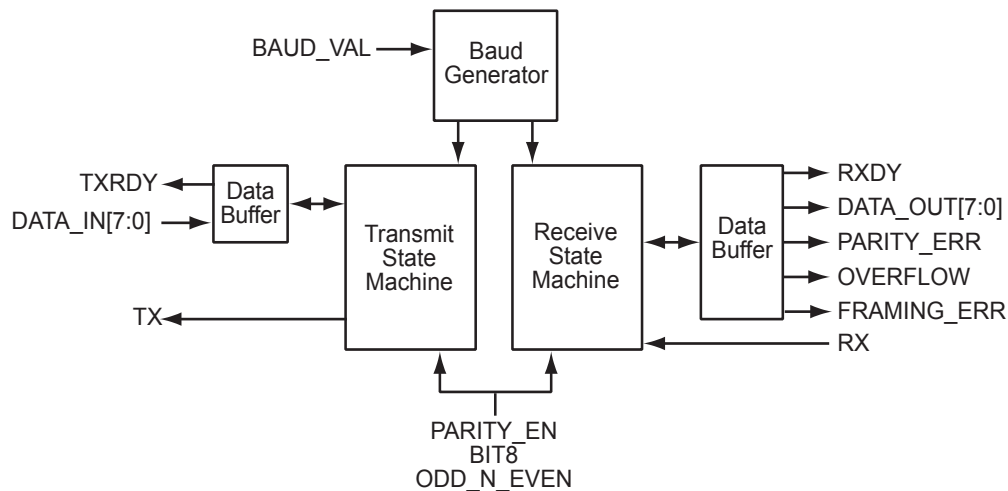 BAUD_VAL
Baud
Generator
TXRDY
DATA_IN[7:0]
Data
Buffer
TX
Transmit
State
Machine
Receive
State
Machine
Data
Buffer
RXDY
DATA_OUT[7:0]
PARITY_ERR
OVERFLOW
FRAMING_ERR
RX
PARITY_EN
BIT8
ODD_N_EVEN